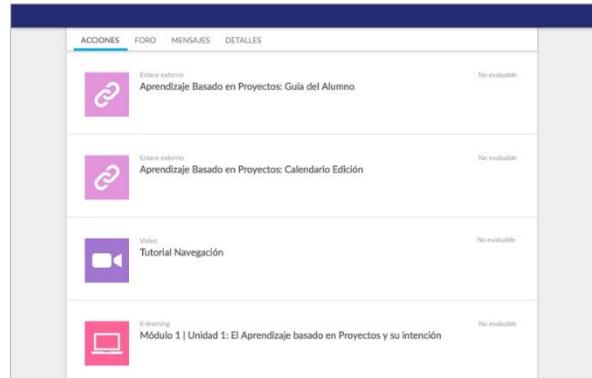 ACCIONES FORO MENSAJES DETALLES
Enlace externo No evaluable
Aprendizaje Basado en Proyectos: Guía del Alumno
Enlace externo No evaluable
Aprendizaje Basado en Proyectos: Calendario Edición
Vídeo No evaluable
Tutorial Navegación
E-learning No evaluable
Módulo 1 | Unidad 1: El Aprendizaje basado en Proyectos y su intención